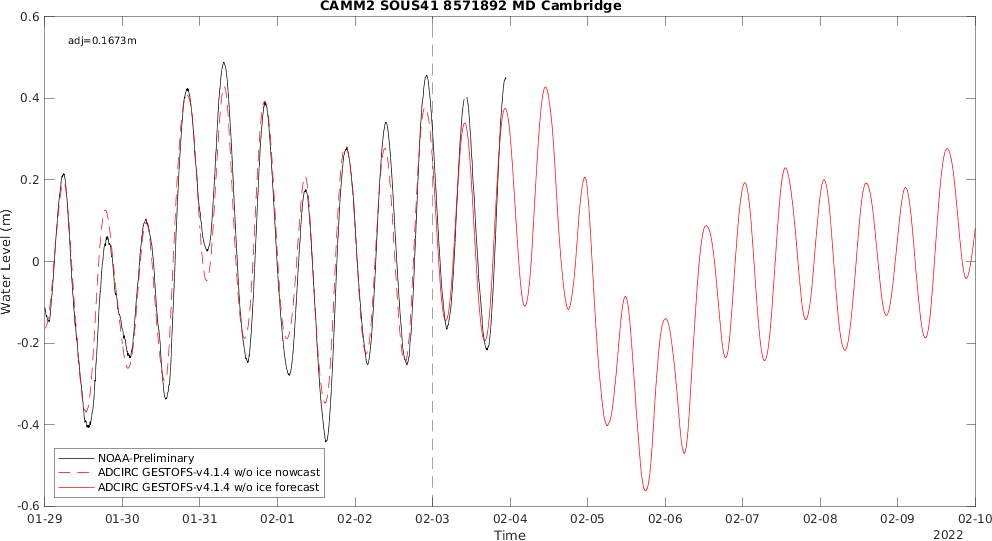 CAMM2 SOUS41 8571892 MD Cambridge
adj=0.1673m
0.6
0.4
0.2
0
-0.2
-0.4
-0.6
Water Level (m)
NOAA-Preliminary
ADCIRC GESTOFS-v4.1.4 w/o ice nowcast
ADCIRC GESTOFS-v4.1.4 w/o ice forecast
01-29 01-30 01-31 02-01 02-02 02-03 02-04 02-05 02-06 02-07 02-08 02-09 02-10
Time
2022